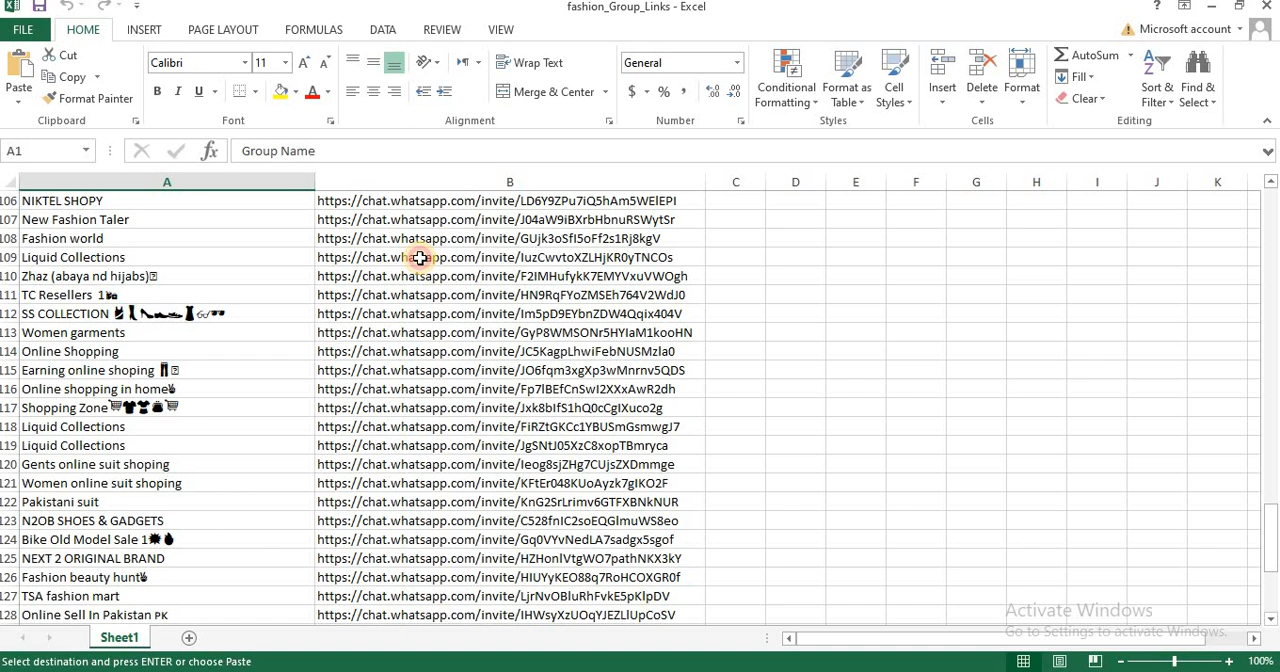 fashion_Group_Links - Excel
?
FILE HOME INSERT PAGE LAYOUT FORMULAS DATA REVIEW VIEW Microsoft account
Paste Cut Copy Format Painter
Calibri 11
B I U A A A
Wrap Text
Merge & Center
General
$ % ,
Conditional Formatting
Format as Table
Cell Styles
Insert
Delete
Format
AutoSum
Fill
Clear
Sort & Filter
Find & Select
Clipboard Font Alignment Number Styles Cells Editing
A1 fx Group Name
A B C D E F G H I J K
106 NIKTEL SHOPY https://chat.whatsapp.com/invite/LD6Y9ZPu7iQ5hAm5WElEPI
107 New Fashion Taler https://chat.whatsapp.com/invite/J04aW9iBXrbHbnuRSWytSr
108 Fashion world https://chat.whatsapp.com/invite/GUjk3oSfI5oFf2s1Rj8kgV
109 Liquid Collections https://chat.whatsapp.com/invite/IuzCwvtoXZLHjKR0yTNCOs
110 Zhaz (abaya nd hijabs) https://chat.whatsapp.com/invite/F2IMHufykK7EMYVxuVWOgh
111 TC Resellers 1 https://chat.whatsapp.com/invite/HN9RqFYoZMSEh764V2WdJ0
112 SS COLLECTION https://chat.whatsapp.com/invite/Im5pD9EYbnZDW4Qqix404V
113 Women garments https://chat.whatsapp.com/invite/GyP8WMSONr5HYIaM1kooHN
114 Online Shopping https://chat.whatsapp.com/invite/JC5KagpLhwiFebNUSMzla0
115 Earning online shoping https://chat.whatsapp.com/invite/JO6fqm3xgXp3wMnrnv5QDS
116 Online shopping in home https://chat.whatsapp.com/invite/Fp7lBEfCnSwI2XXxAwR2dh
117 Shopping Zone https://chat.whatsapp.com/invite/Jxk8bIfS1hQ0cCgIXuco2g
118 Liquid Collections https://chat.whatsapp.com/invite/FiRZtGKCc1YBUSmGsmwgJ7
119 Liquid Collections https://chat.whatsapp.com/invite/JgSNtJ05XzC8xopTBmryca
120 Gents online suit shoping https://chat.whatsapp.com/invite/Ieog8sjZHg7CUjsZXDmmge
121 Women online suit shoping https://chat.whatsapp.com/invite/KFtEr048KUoAyzk7gIKO2F
122 Pakistani suit https://chat.whatsapp.com/invite/KnG2SrLrimv6GTFXBNkNUR
123 N2OB SHOES & GADGETS https://chat.whatsapp.com/invite/C528fnIC2soEQGlmuWS8eo
124 Bike Old Model Sale 1 https://chat.whatsapp.com/invite/Gq0VYvNedLA7sadgx5sgof
125 NEXT 2 ORIGINAL BRAND https://chat.whatsapp.com/invite/HZHonlVtgWO7pathNKX3kY
126 Fashion beauty hunt https://chat.whatsapp.com/invite/HIUYyKEO88q7RoHCOXGR0f
127 TSA fashion mart https://chat.whatsapp.com/invite/LjrNvOBluRhFvkE5pKlpDV
128 Online Sell In Pakistan PK https://chat.whatsapp.com/invite/IHWsyXzUOqYJEZLlUpCoSV
Activate Windows
Go to Settings to activate Windows.
Sheet1
Select destination and press ENTER or choose Paste 100%